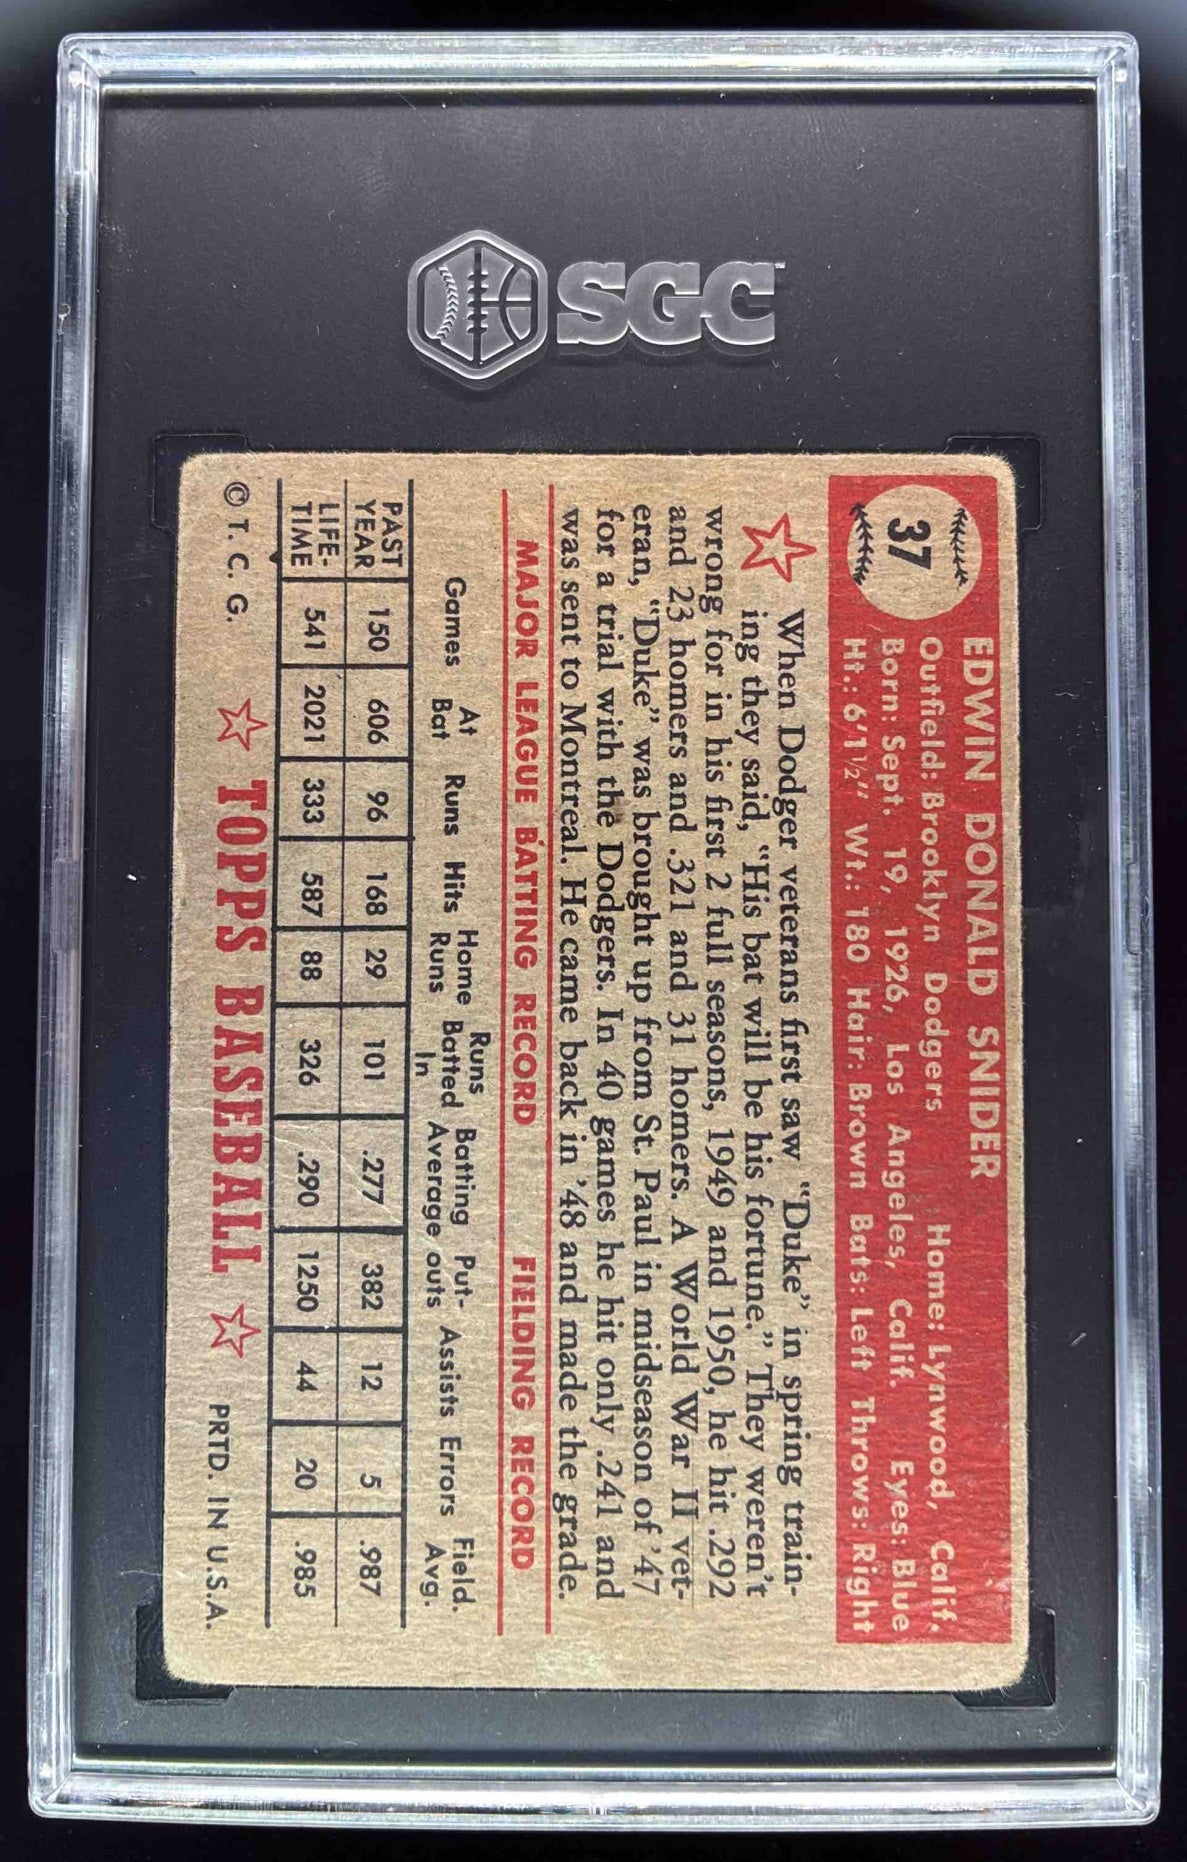 SGC
37
EDWIN DONALD SNIDER
Outfield: Brooklyn Dodgers Home: Lynwood, Calif.
Born: Sept. 19, 1926, Los Angeles, Calif. Eyes: Blue
Ht.: 6'1½" Wt.: 180 Hair: Brown Bats: Left Throws: Right
When Dodger veterans first saw "Duke" in spring train-
ing they said, "His bat will be his fortune." They weren't
wrong for in his first 2 full seasons, 1949 and 1950, he hit .292
and 23 homers and .321 and 31 homers. A World War II vet-
eran, "Duke" was brought up from St. Paul in midseason of '47
for a trial with the Dodgers. In 40 games he hit only .241 and
was sent to Montreal. He came back in '48 and made the grade.
MAJOR LEAGUE BATTING RECORD FIELDING RECORD
Games At Bat Runs Hits Home Runs Runs Batted In Batting Average Put-outs Assists Errors Field. Avg.
PAST YEAR 150 606 96 168 29 101 .277 382 12 5 .987
LIFE-TIME 541 2021 333 587 88 326 .290 1250 44 20 .985
© T. C. G. TOPPS BASEBALL PRTD. IN U.S.A.